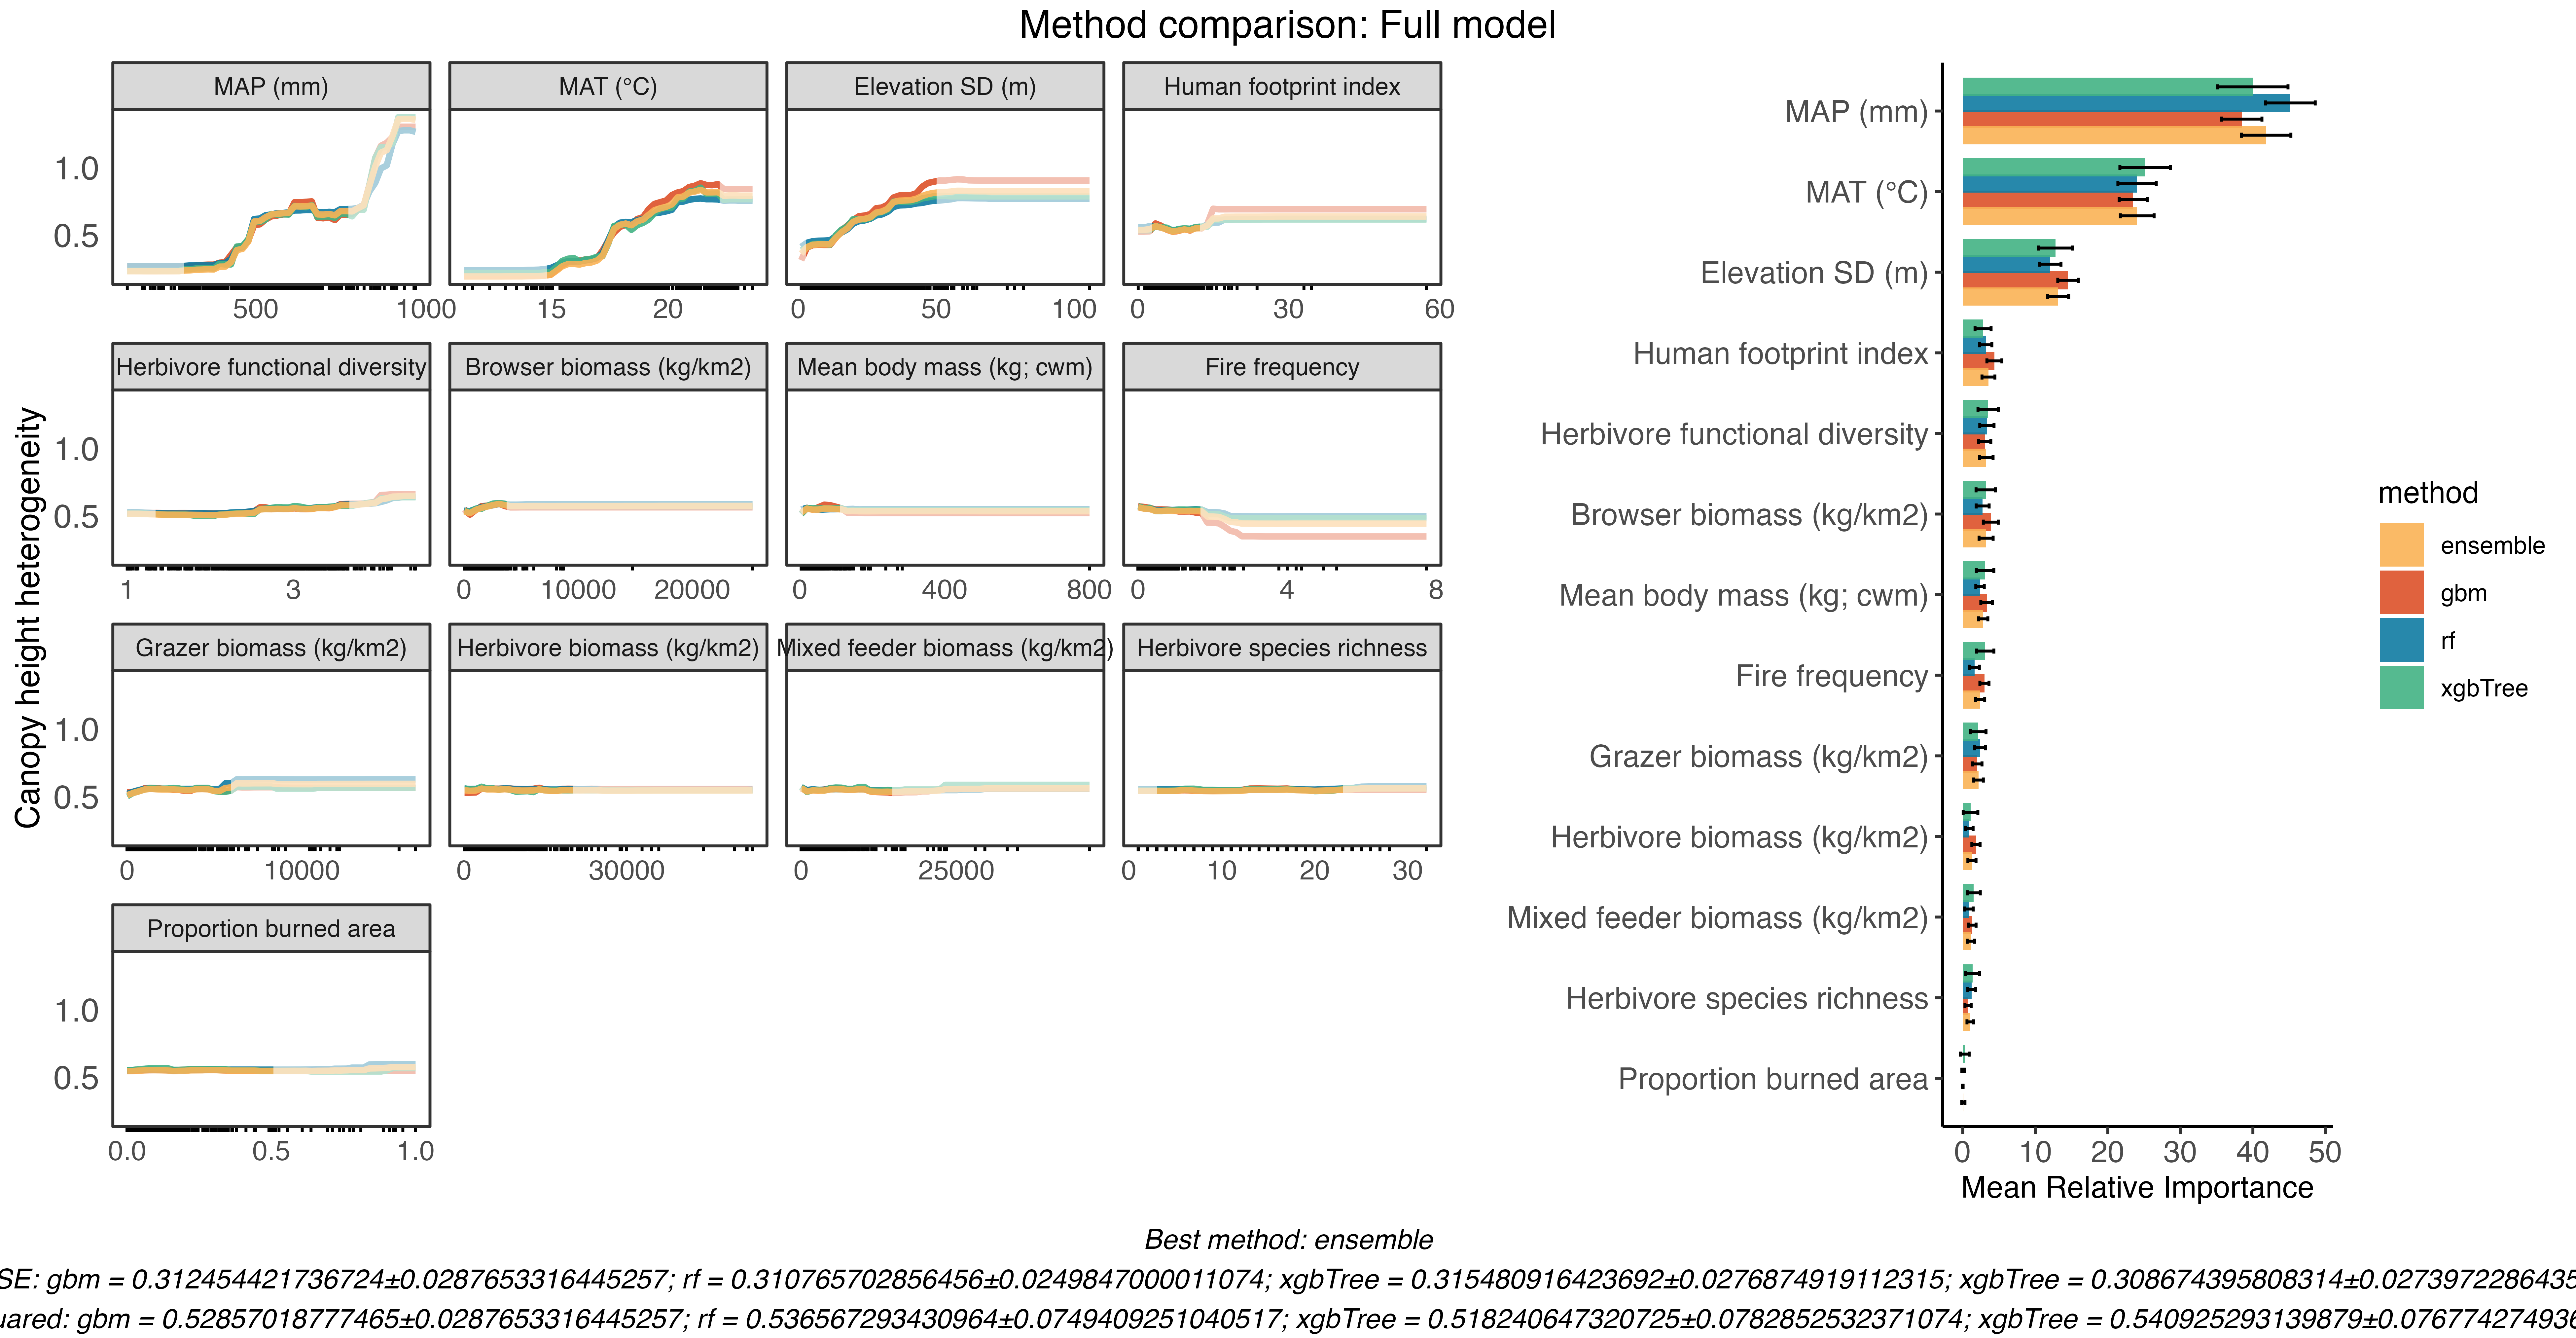 Method comparison: Full model
MAP (mm)
MAT (°C)
Elevation SD (m)
Human footprint index
1.0
0.5
500
1000
15
20
0
50
100
0
30
60
Herbivore functional diversity
Browser biomass (kg/km2)
Mean body mass (kg; cwm)
Fire frequency
1.0
0.5
1
3
0
10000
20000
0
400
800
0
4
8
Canopy height heterogeneity
Grazer biomass (kg/km2)
Herbivore biomass (kg/km2)
Mixed feeder biomass (kg/km2)
Herbivore species richness
1.0
0.5
0
10000
0
30000
0
25000
0
10
20
30
Proportion burned area
1.0
0.5
0.0
0.5
1.0
MAP (mm)
MAT (°C)
Elevation SD (m)
Human footprint index
Herbivore functional diversity
Browser biomass (kg/km2)
Mean body mass (kg; cwm)
Fire frequency
Grazer biomass (kg/km2)
Herbivore biomass (kg/km2)
Mixed feeder biomass (kg/km2)
Herbivore species richness
Proportion burned area
0
10
20
30
40
50
Mean Relative Importance
method
ensemble
gbm
rf
xgbTree
Best method: ensemble
SE: gbm = 0.312454421736724±0.0287653316445257; rf = 0.310765702856456±0.0249847000011074; xgbTree = 0.315480916423692±0.0276874919112315; xgbTree = 0.308674395808314±0.027397228643
uared: gbm = 0.52857018777465±0.0287653316445257; rf = 0.536567293430964±0.0749409251040517; xgbTree = 0.518240647320725±0.0782852532371074; xgbTree = 0.540925293139879±0.07677427493